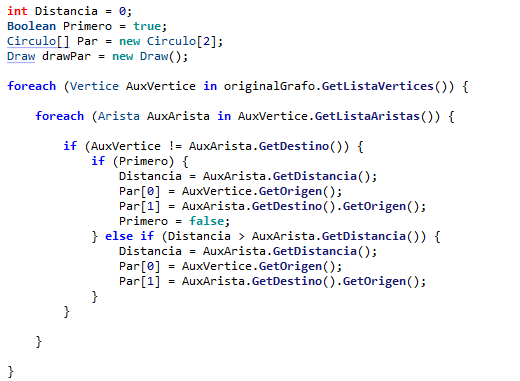 int Distancia = 0;
Boolean Primero = true;
Circulo[] Par = new Circulo[2];
Draw drawPar = new Draw();

foreach (Vertice AuxVertice in originalGrafo.GetListaVertices()) {

    foreach (Arista AuxArista in AuxVertice.GetListaAristas()) {

        if (AuxVertice != AuxArista.GetDestino()) {
            if (Primero) {
                Distancia = AuxArista.GetDistancia();
                Par[0] = AuxVertice.GetOrigen();
                Par[1] = AuxArista.GetDestino().GetOrigen();
                Primero = false;
            } else if (Distancia > AuxArista.GetDistancia()) {
                Distancia = AuxArista.GetDistancia();
                Par[0] = AuxVertice.GetOrigen();
                Par[1] = AuxArista.GetDestino().GetOrigen();
            }
        }

    }

}